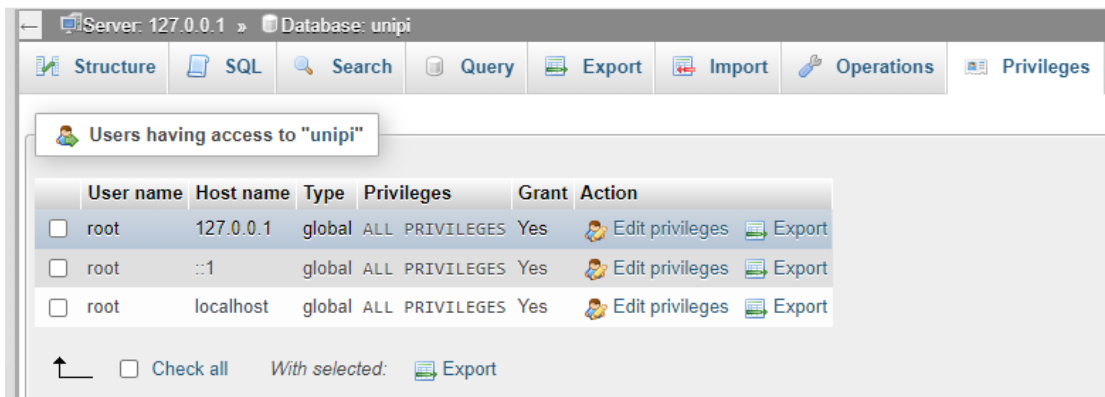 ← Server: 127.0.0.1 » Database: unipi
Structure SQL Search Query Export Import Operations Privileges
Users having access to "unipi"
User name Host name Type Privileges Grant Action
root 127.0.0.1 global ALL PRIVILEGES Yes Edit privileges Export
root ::1 global ALL PRIVILEGES Yes Edit privileges Export
root localhost global ALL PRIVILEGES Yes Edit privileges Export
Check all With selected: Export